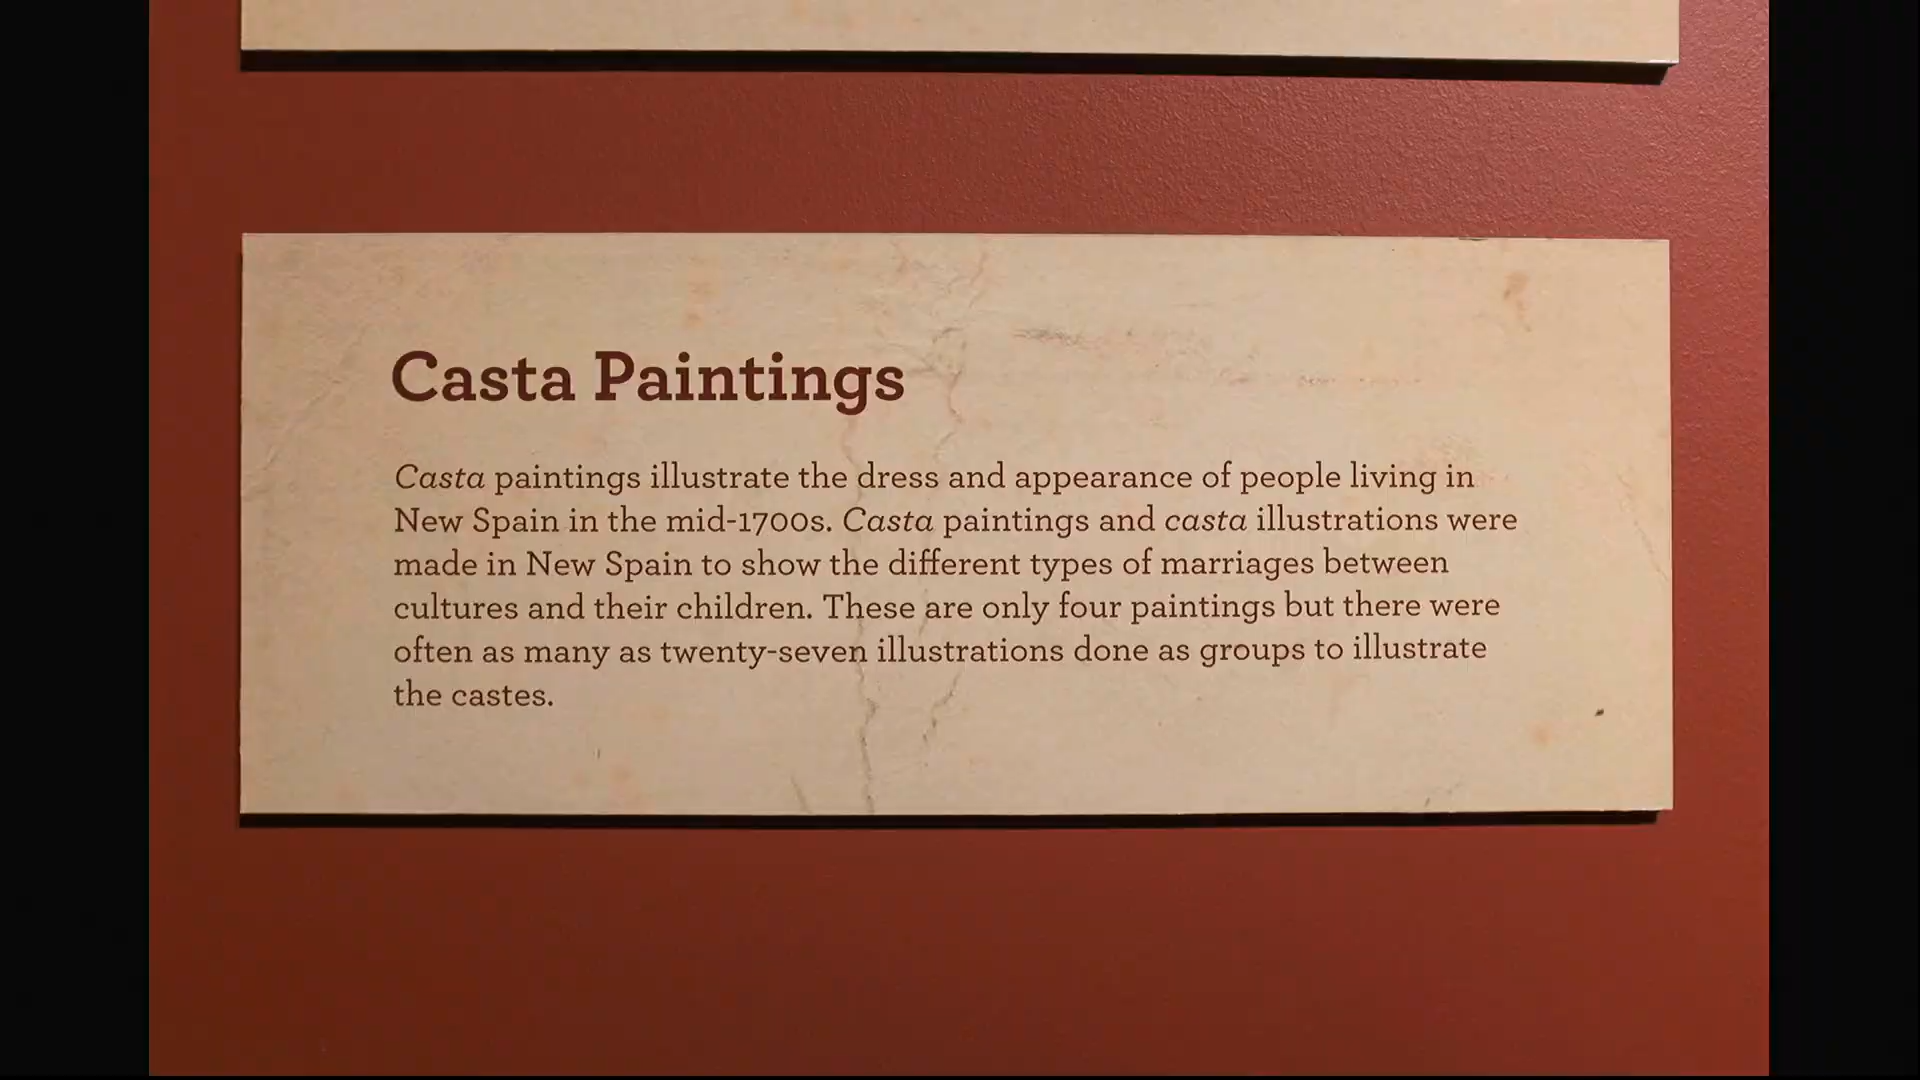 Casta Paintings
Casta paintings illustrate the dress and appearance of people living in
New Spain in the mid-1700s. Casta paintings and casta illustrations were
made in New Spain to show the different types of marriages between
cultures and their children. These are only four paintings but there were
often as many as twenty-seven illustrations done as groups to illustrate
the castes.